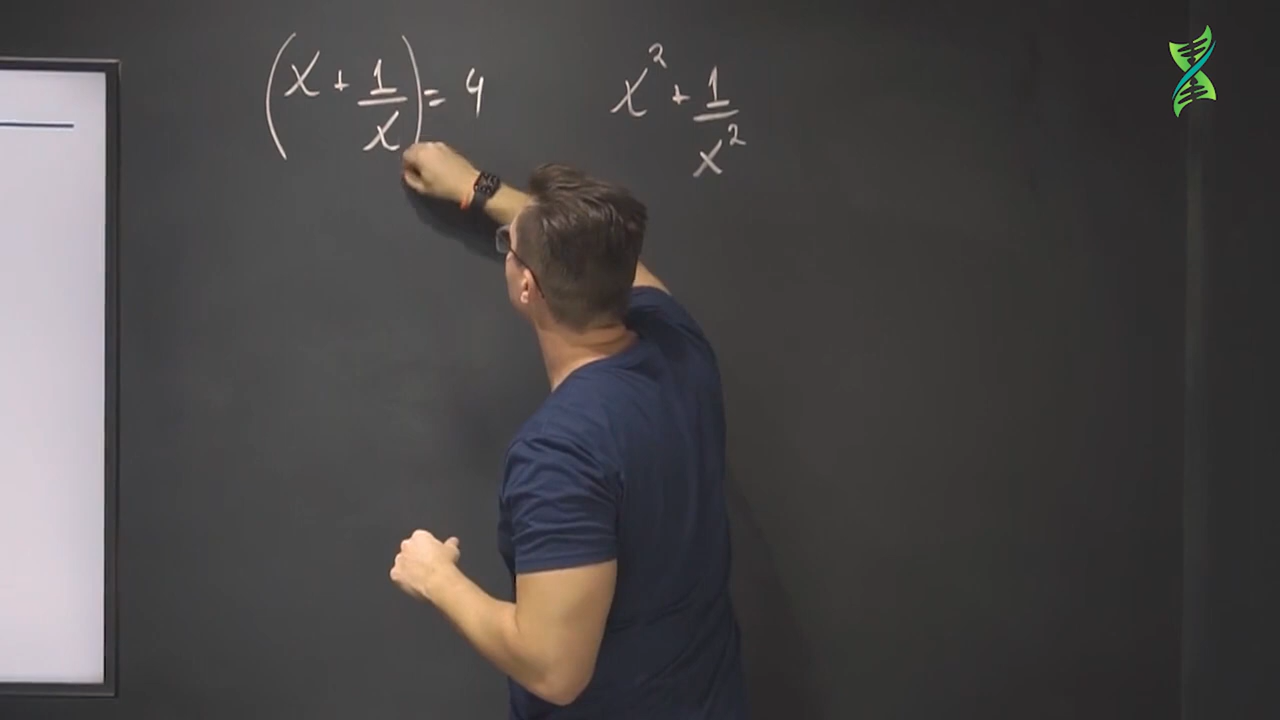 (x + 1/x) = 4
x² + 1/x²